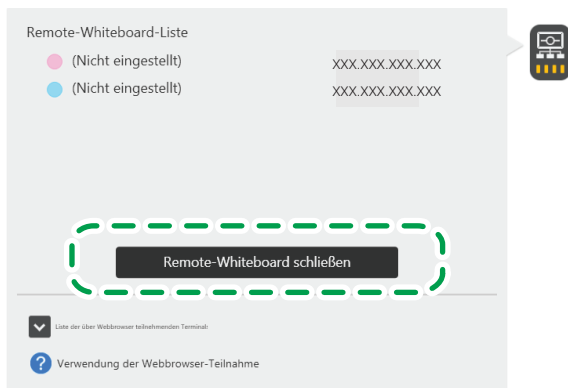 Remote-Whiteboard-Liste
(Nicht eingestellt) XXX.XXX.XXX.XXX
(Nicht eingestellt) XXX.XXX.XXX.XXX
Remote-Whiteboard schließen
Liste der über Webbrowser teilnehmenden Terminal:
? Verwendung der Webbrowser-Teilnahme